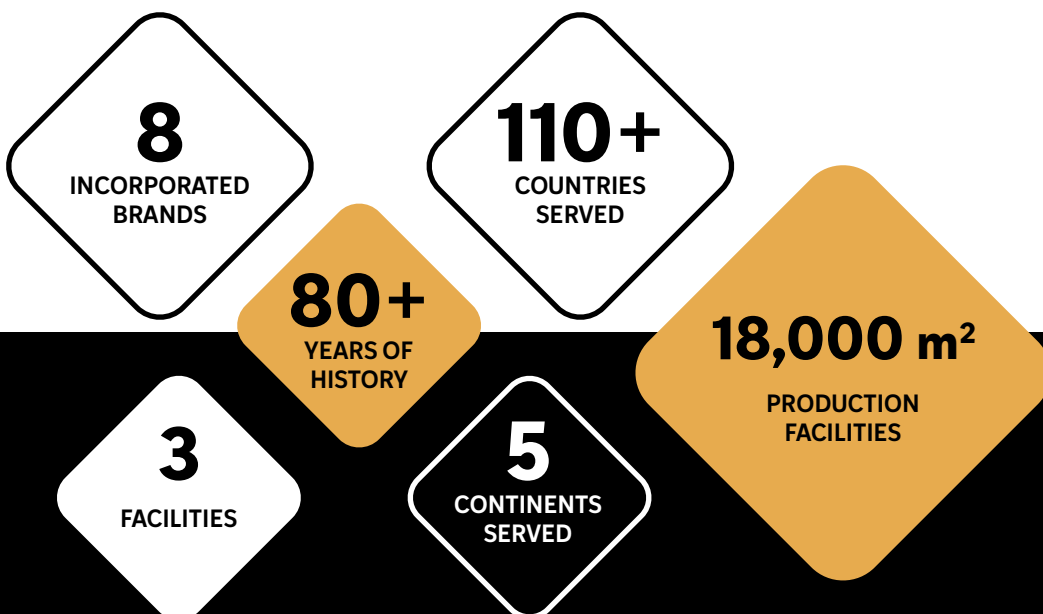 8
INCORPORATED
BRANDS
110+
COUNTRIES
SERVED
80+
YEARS OF
HISTORY
18,000 m²
PRODUCTION
FACILITIES
3
FACILITIES
5
CONTINENTS
SERVED